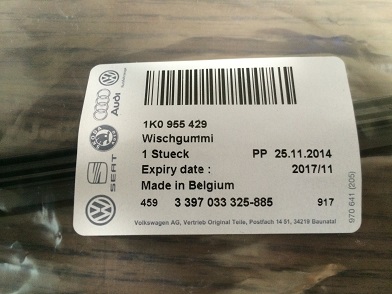 1K0 955 429
Wischgummi
1 Stueck PP 25.11.2014
Expiry date : 2017/11
Made in Belgium
459 3 397 033 325-885 917
Volkswagen AG, Vertrieb Original Teile, Postfach 14 51, 34219 Baunatal
970 641 (205)
Audi
SEAT